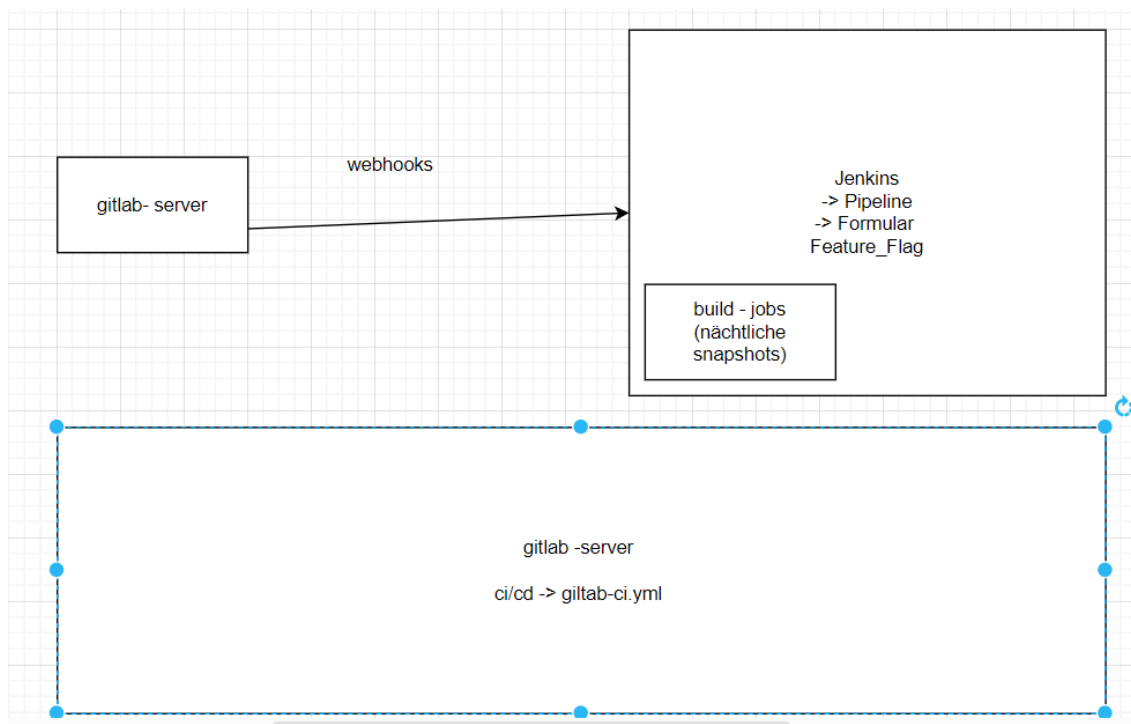 webhooks
gitlab- server
Jenkins
-> Pipeline
-> Formular
Feature_Flag
build - jobs
(nächtliche
snapshots)
gitlab -server
ci/cd -> giltab-ci.yml